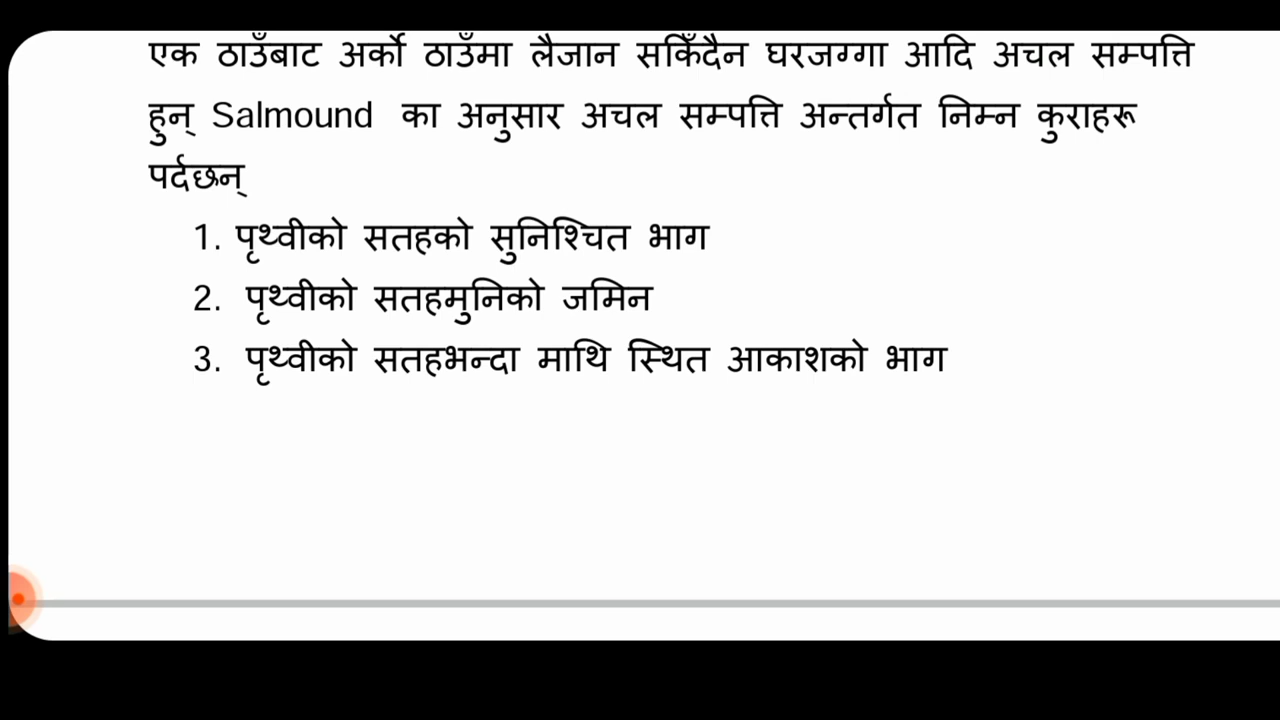 एक ठाउँबाट अर्को ठाउँमा लैजान सकिँदैन घरजग्गा आदि अचल सम्पत्ति
हुन् Salmound का अनुसार अचल सम्पत्ति अन्तर्गत निम्न कुराहरू
पर्दछन्
1. पृथ्वीको सतहको सुनिश्चित भाग
2. पृथ्वीको सतहमुनिको जमिन
3. पृथ्वीको सतहभन्दा माथि स्थित आकाशको भाग